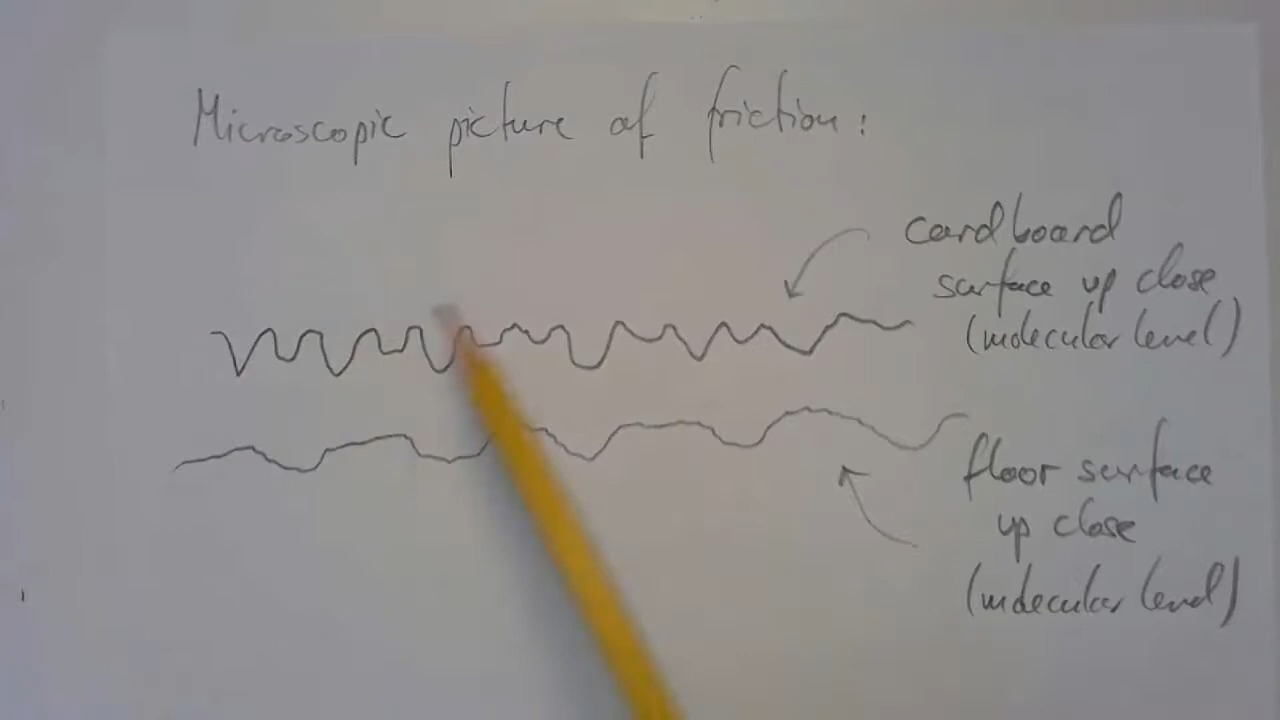 Microscopic picture of friction:
cardboard
surface up close
(molecular level)
floor surface
up close
(molecular level)